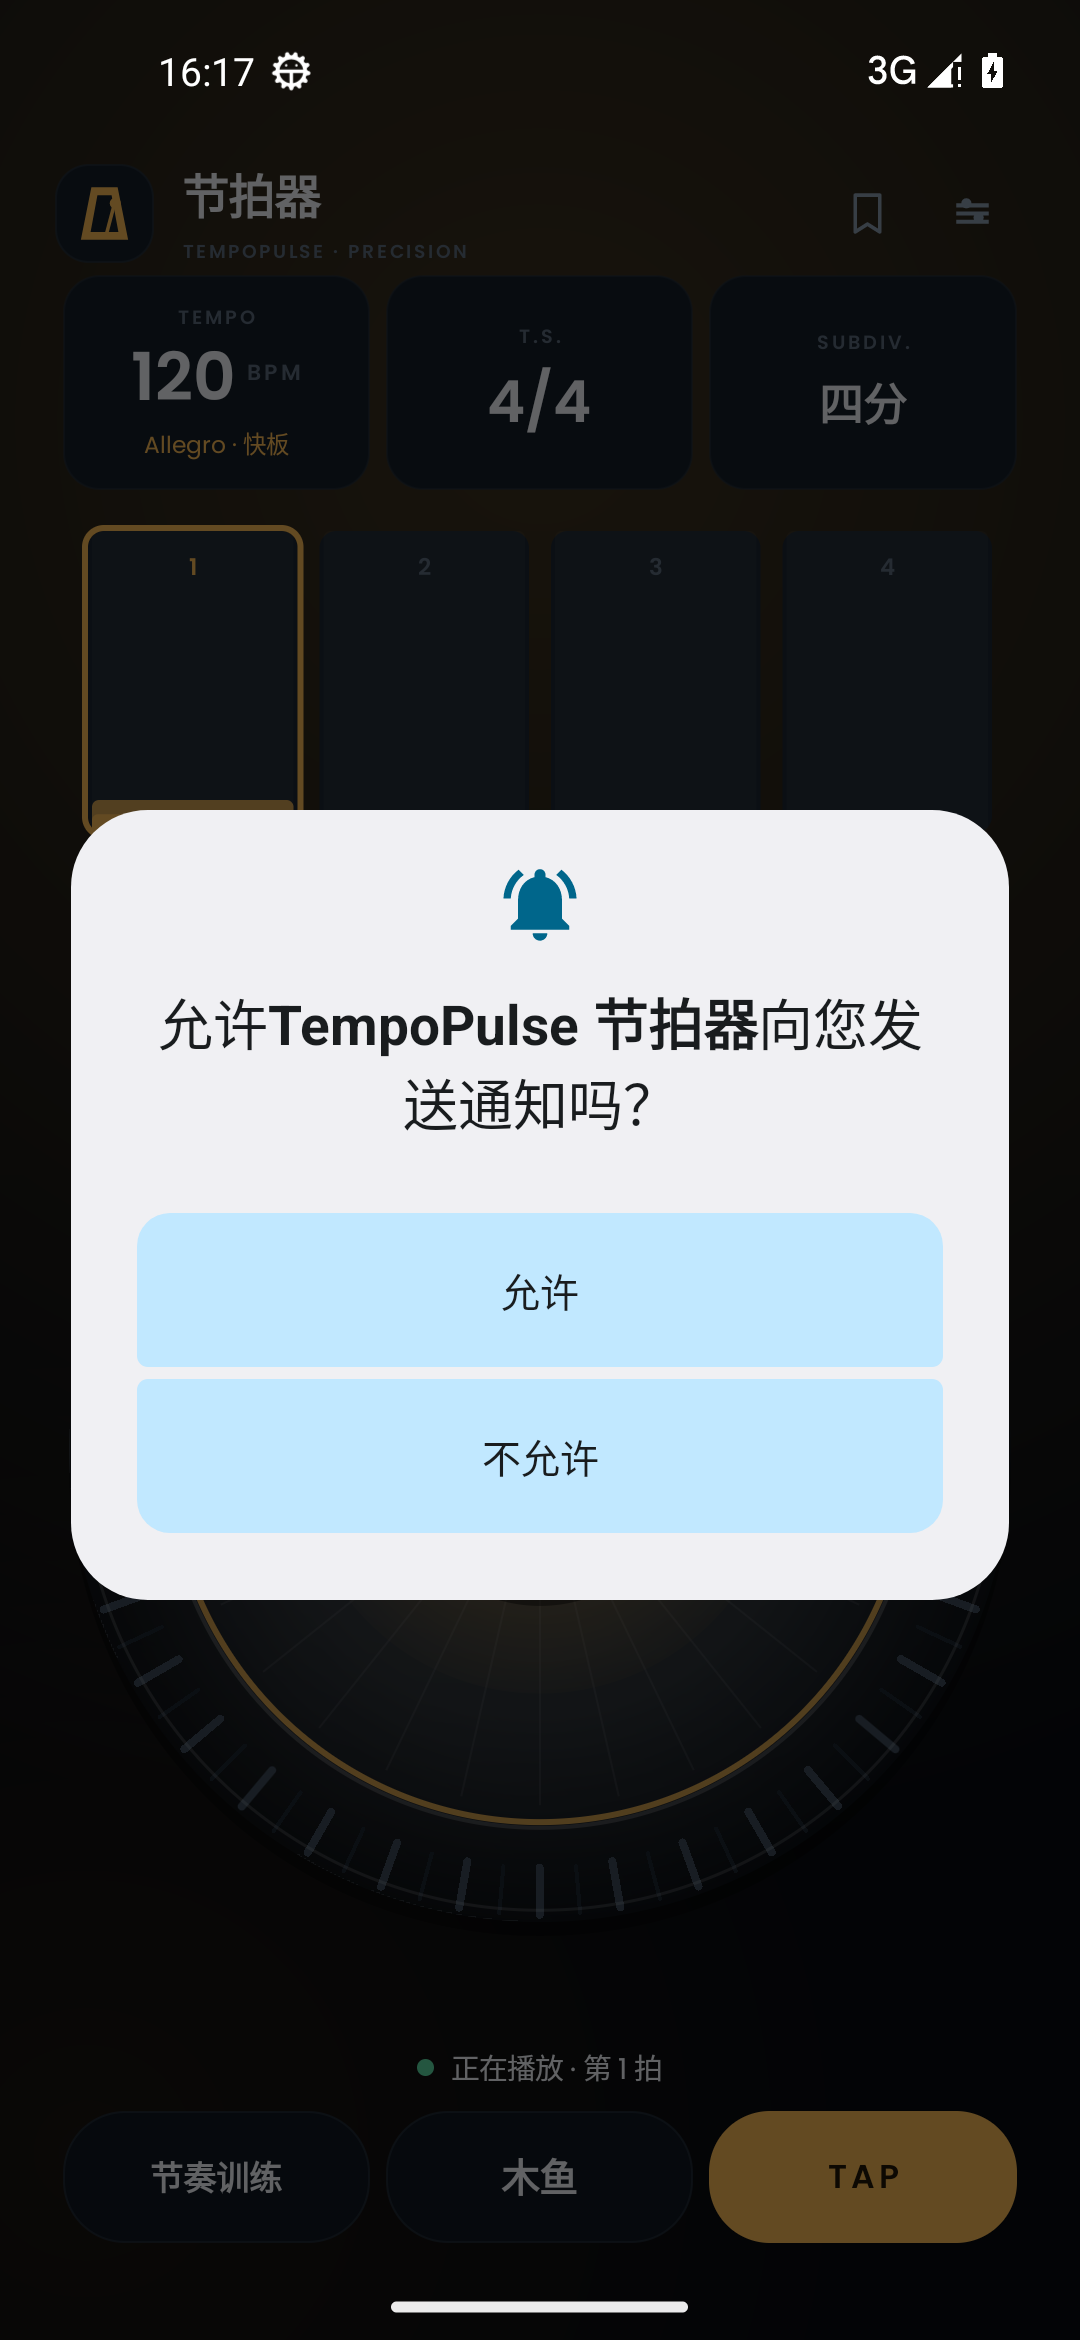 16:17
3G
节拍器
TEMPOPULSE · PRECISION
TEMPO
120 BPM
Allegro · 快板
T.S.
4/4
SUBDIV.
四分
1
2
3
4
允许TempoPulse 节拍器向您发
送通知吗？
允许
不允许
正在播放 · 第 1 拍
节奏训练
木鱼
TAP